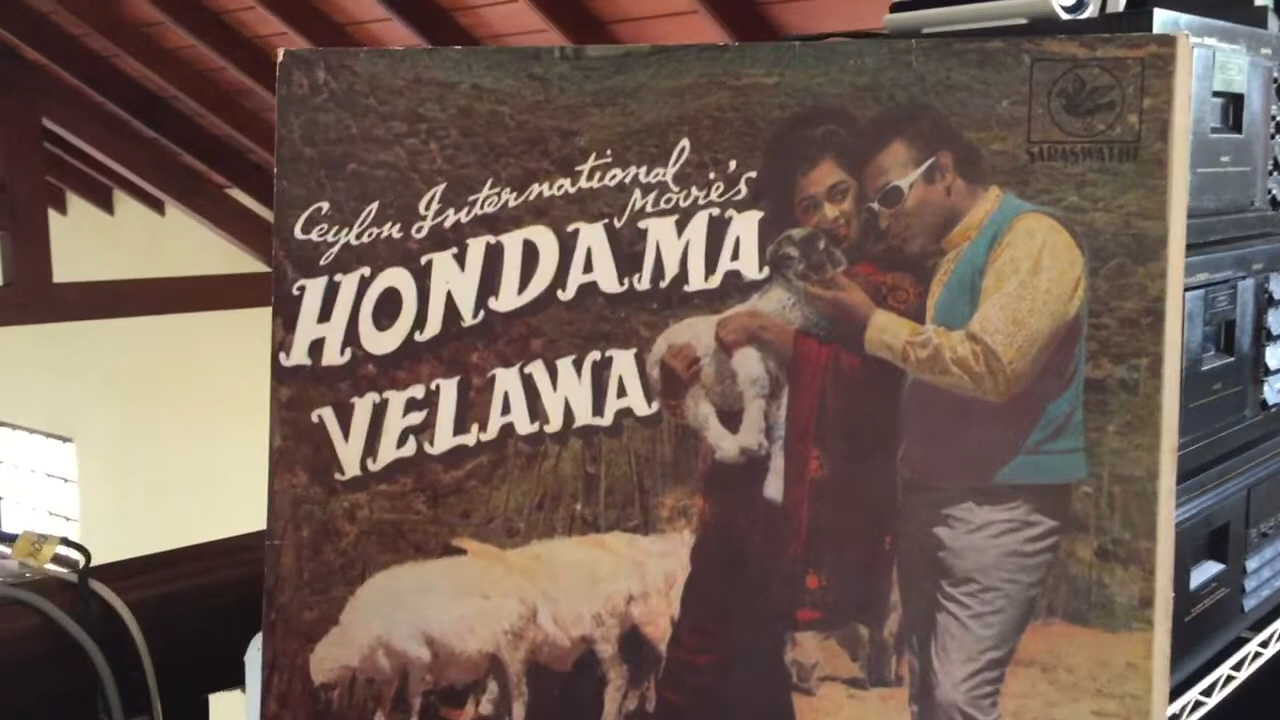 Ceylon International
Movie's
HONDAMA
VELAWA
SARASWATHI